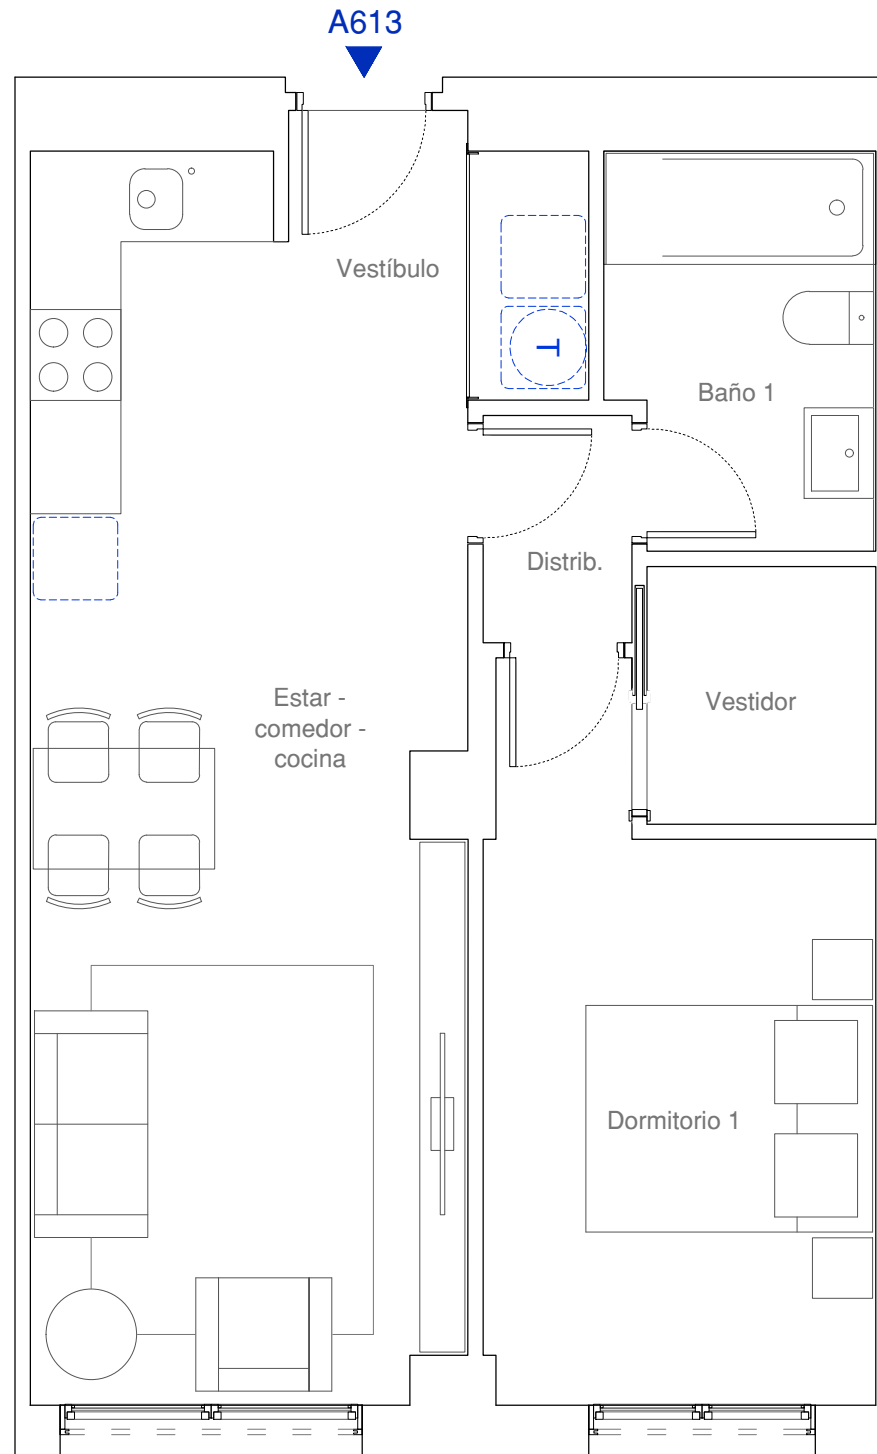 A613
Vestíbulo
T
Baño 1
Distrib.
Estar -
comedor -
cocina
Vestidor
Dormitorio 1